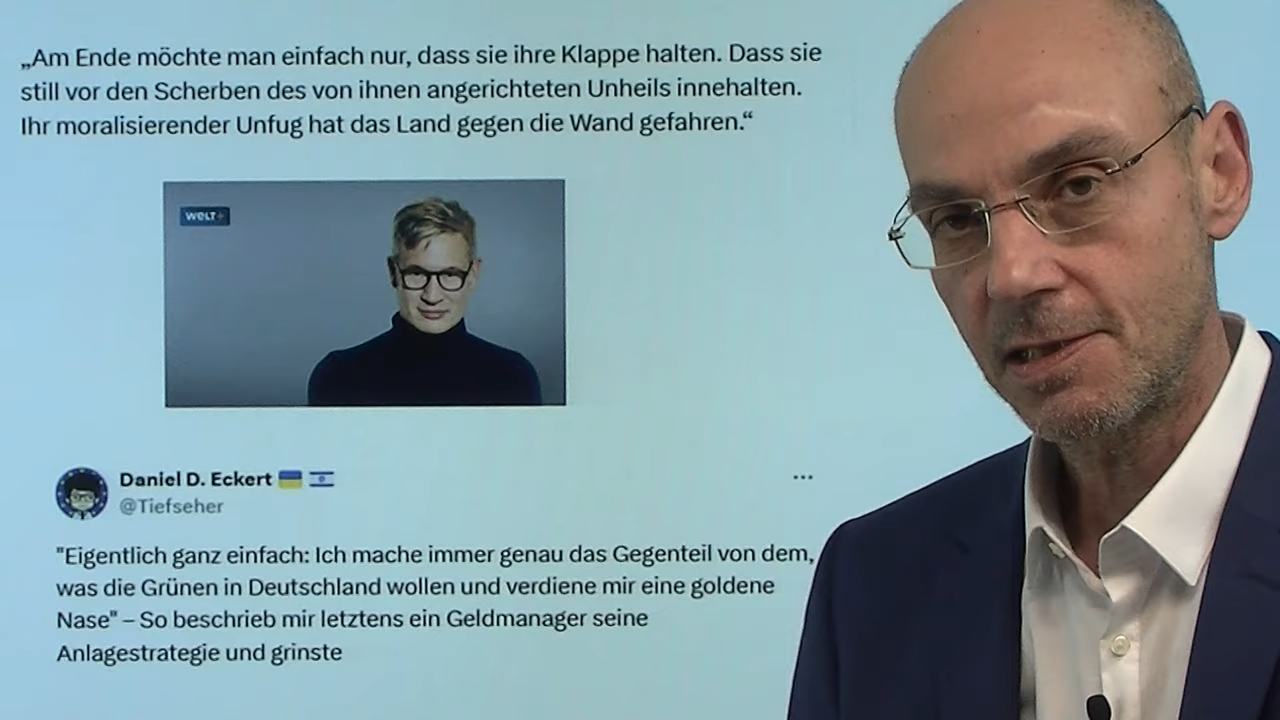 „Am Ende möchte man einfach nur, dass sie ihre Klappe halten. Dass sie
still vor den Scherben des von ihnen angerichteten Unheils innehalten.
Ihr moralisierender Unfug hat das Land gegen die Wand gefahren.“
WELT+
Daniel D. Eckert 🇺🇦 🇮🇱
...
@Tiefseher
"Eigentlich ganz einfach: Ich mache immer genau das Gegenteil von dem,
was die Grünen in Deutschland wollen und verdiene mir eine goldene
Nase" – So beschrieb mir letztens ein Geldmanager seine
Anlagestrategie und grinste